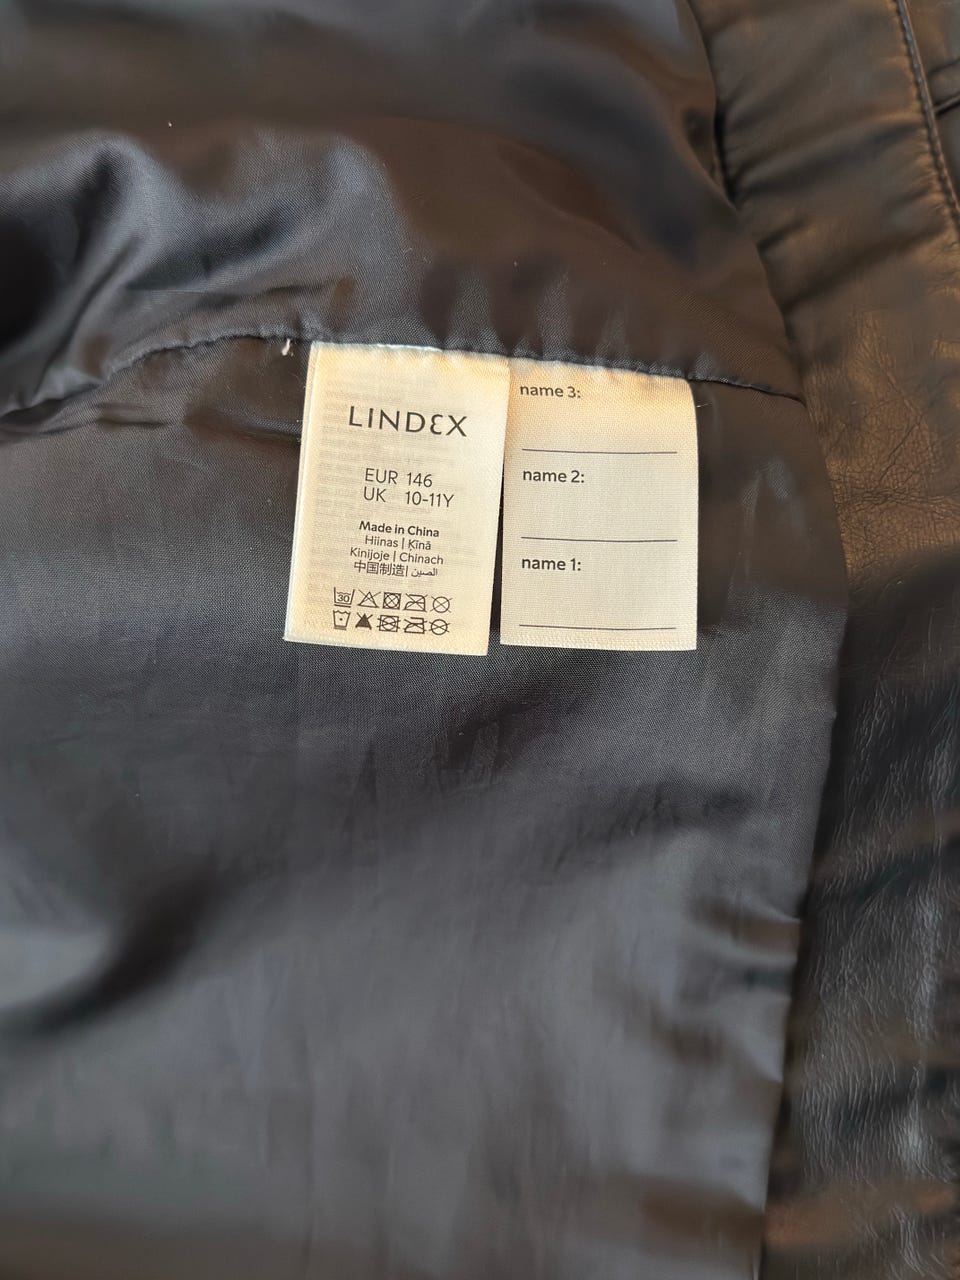 LINDEX
EUR 146
UK 10-11Y
Made in China
Hiinas | Ķīnā
Kinijoje | Chinach
中国制造| الصين
30
name 3:
name 2:
name 1: